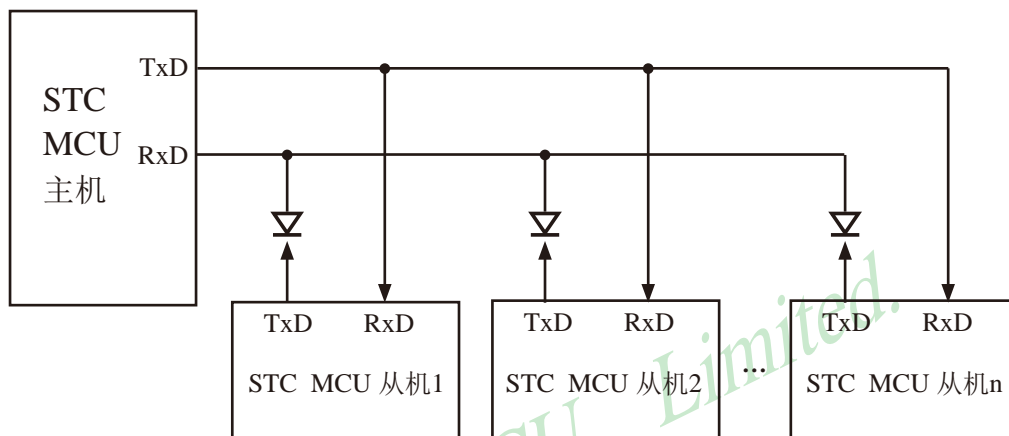 TxD
STC
MCU
RxD
主机
TxD RxD
TxD RxD
TxD RxD
STC MCU 从机1
STC MCU 从机2
...
STC MCU 从机n
MCU Limited.